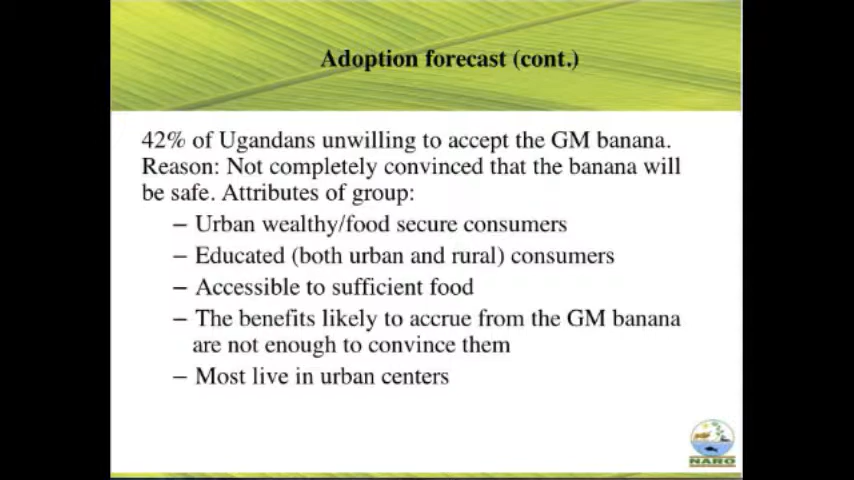 Adoption forecast (cont.)
42% of Ugandans unwilling to accept the GM banana.
Reason: Not completely convinced that the banana will
be safe. Attributes of group:
– Urban wealthy/food secure consumers
– Educated (both urban and rural) consumers
– Accessible to sufficient food
– The benefits likely to accrue from the GM banana
are not enough to convince them
– Most live in urban centers
NARO